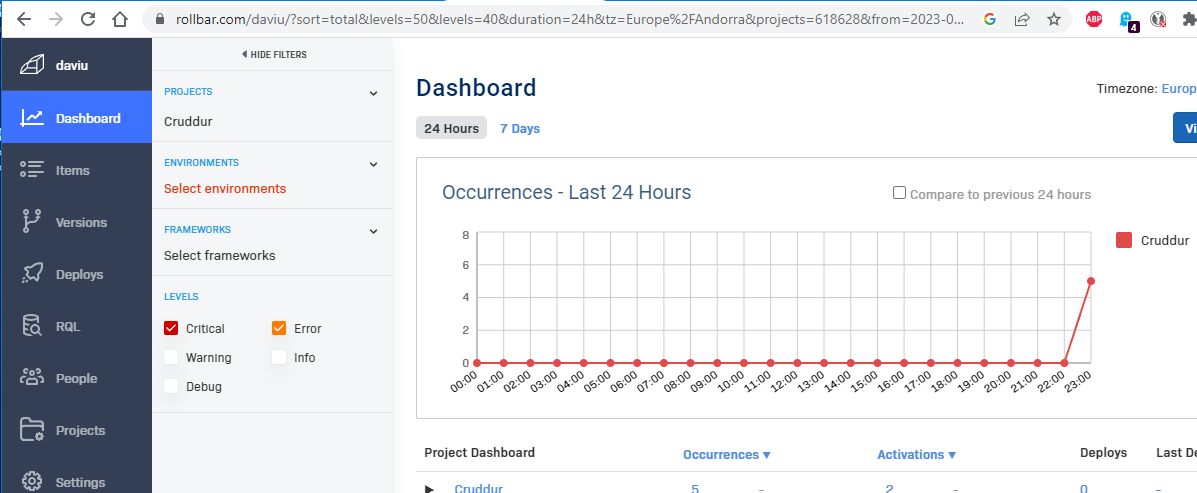 rollbar.com/daviu/?sort=total&levels=50&levels=40&duration=24h&tz=Europe%2FAndorra&projects=618628&from=2023-0...
ABP
4
daviu
Dashboard
Items
Versions
Deploys
RQL
People
Projects
Settings
HIDE FILTERS
PROJECTS
Cruddur
ENVIRONMENTS
Select environments
FRAMEWORKS
Select frameworks
LEVELS
Critical Error
Warning Info
Debug
Dashboard
Timezone: Europ
24 Hours 7 Days
Vi
Occurrences - Last 24 Hours
Compare to previous 24 hours
Cruddur
8
6
4
2
0
00:00 01:00 02:00 03:00 04:00 05:00 06:00 07:00 08:00 09:00 10:00 11:00 12:00 13:00 14:00 15:00 16:00 17:00 18:00 19:00 20:00 21:00 22:00 23:00
Project Dashboard Occurrences ▼ Activations ▼ Deploys Last De
Cruddur 5 - 2 - 0 -